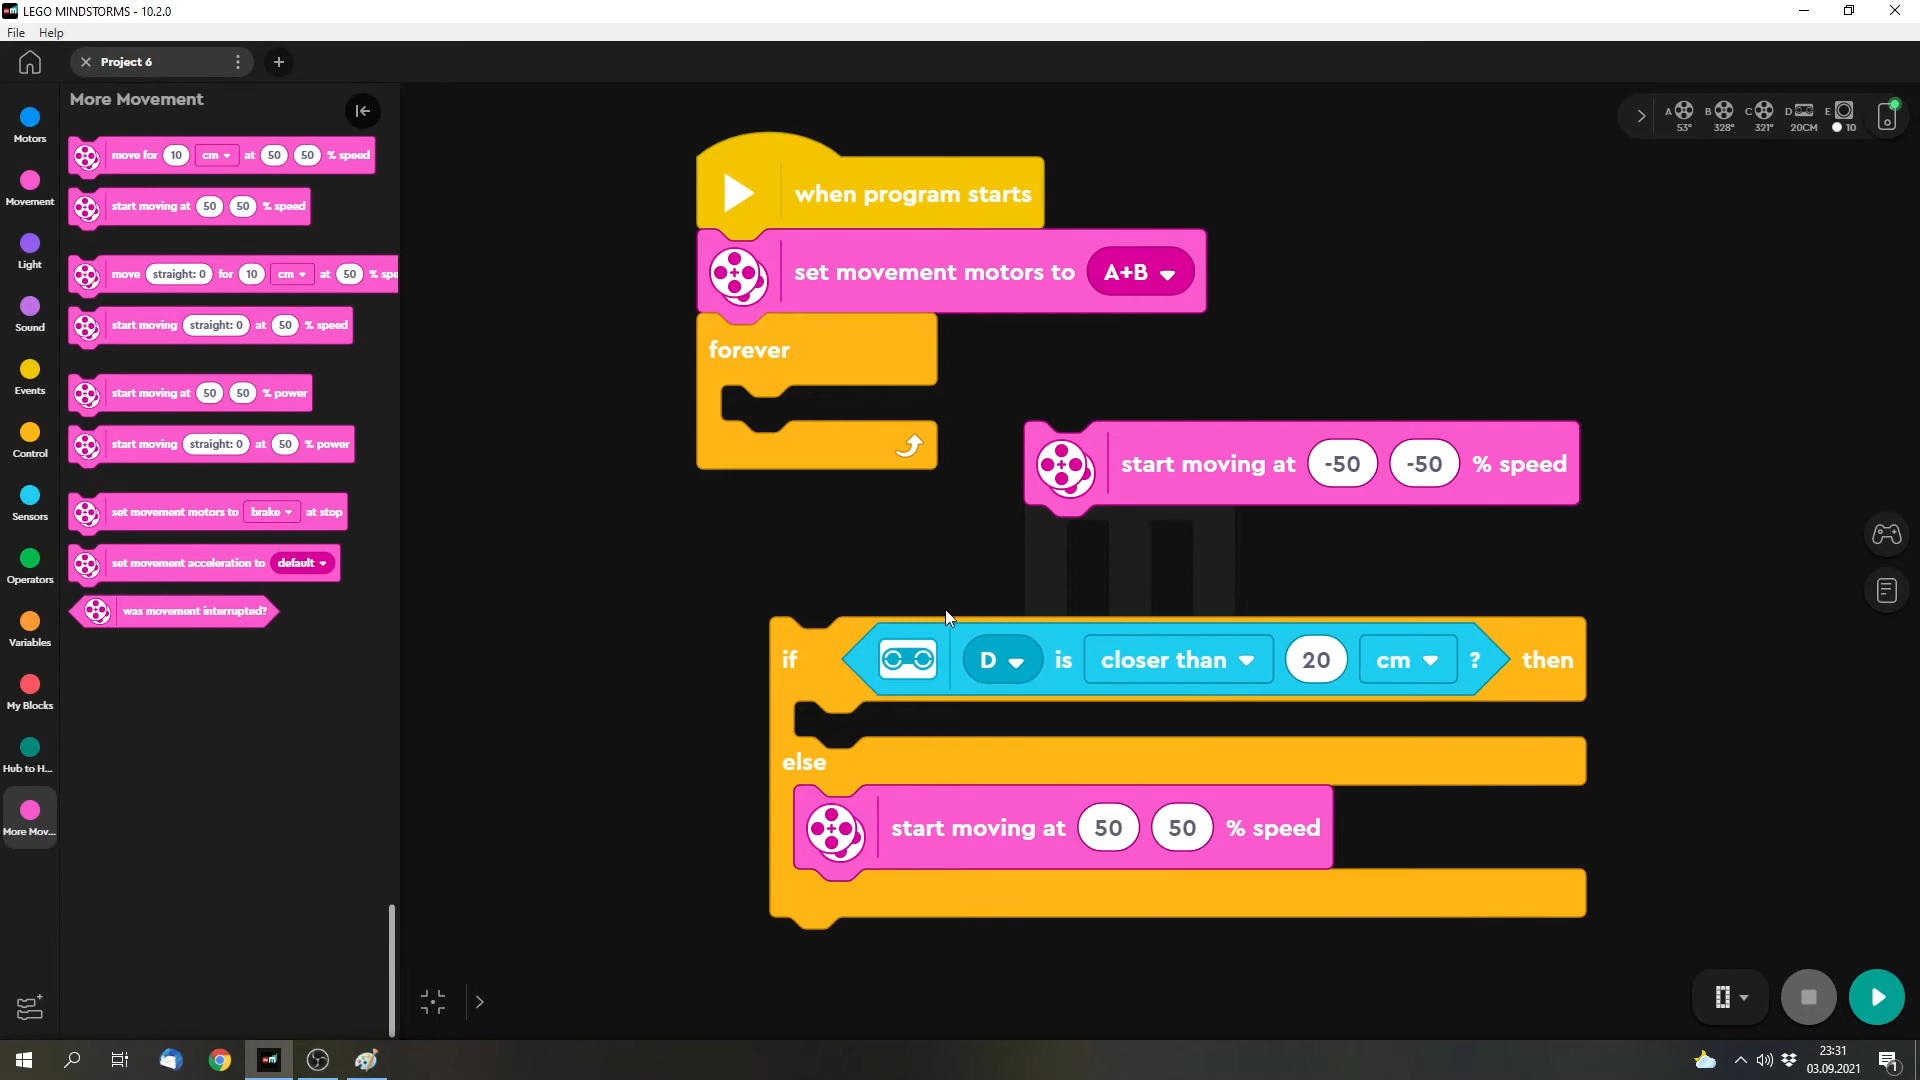 LEGO MINDSTORMS - 10.2.0
File Help
Project 6
More Movement
Motors
Movement
Light
Sound
Events
Control
Sensors
Operators
Variables
My Blocks
Hub to H...
More Mov...
move for 10 cm at 50 50 % speed
start moving at 50 50 % speed
move straight: 0 for 10 cm at 50 % spe
start moving straight: 0 at 50 % speed
start moving at 50 50 % power
start moving straight: 0 at 50 % power
set movement motors to brake at stop
set movement acceleration to default
was movement interrupted?
A B C D E
53° 328° 321° 20CM 10
when program starts
set movement motors to A+B
forever
start moving at -50 -50 % speed
if D is closer than 20 cm ? then
else
start moving at 50 50 % speed
23:31
03.09.2021
1